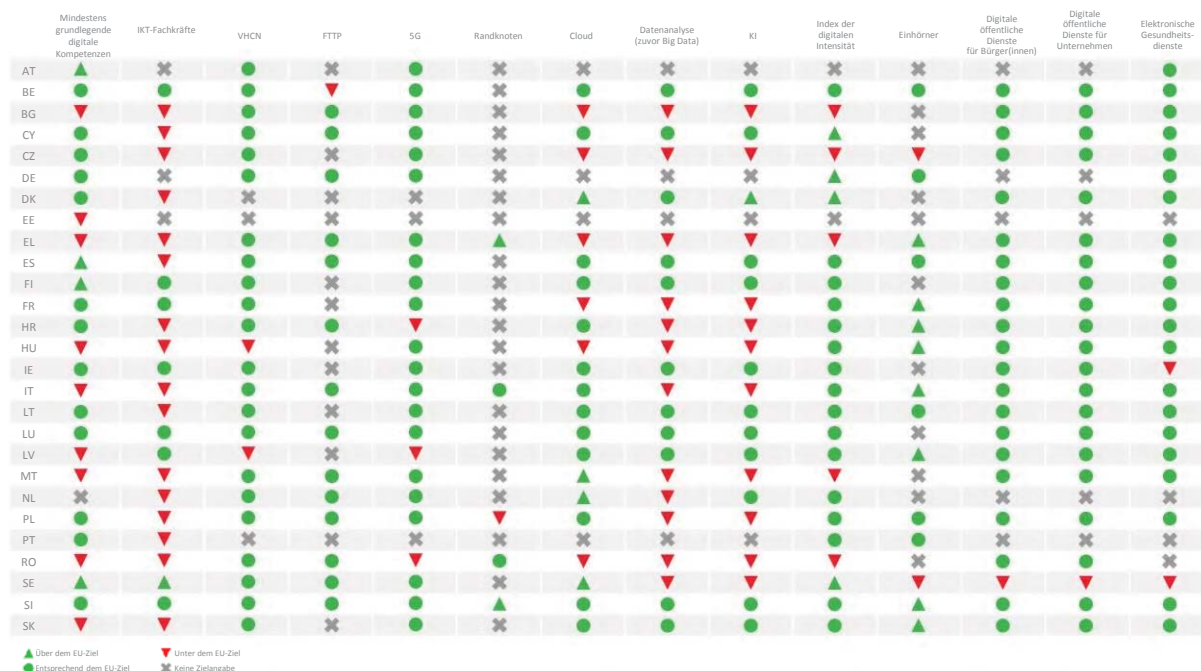 Mindestens
grundlegende
digitale
Kompetenzen
IKT-Fachkräfte
VHCN
FTTP
5G
Randknoten
Cloud
Datenanalyse
(zuvor Big Data)
KI
Index der
digitalen
Intensität
Einhörner
Digitale
öffentliche
Dienste
für Bürger(innen)
Digitale
öffentliche
Dienste für
Unternehmen
Elektronische
Gesundheits-
dienste
AT
BE
BG
CY
CZ
DE
DK
EE
EL
ES
FI
FR
HR
HU
IE
IT
LT
LU
LV
MT
NL
PL
PT
RO
SE
SI
SK
Über dem EU-Ziel
Unter dem EU-Ziel
Entsprechend dem EU-Ziel
Keine Zielangabe